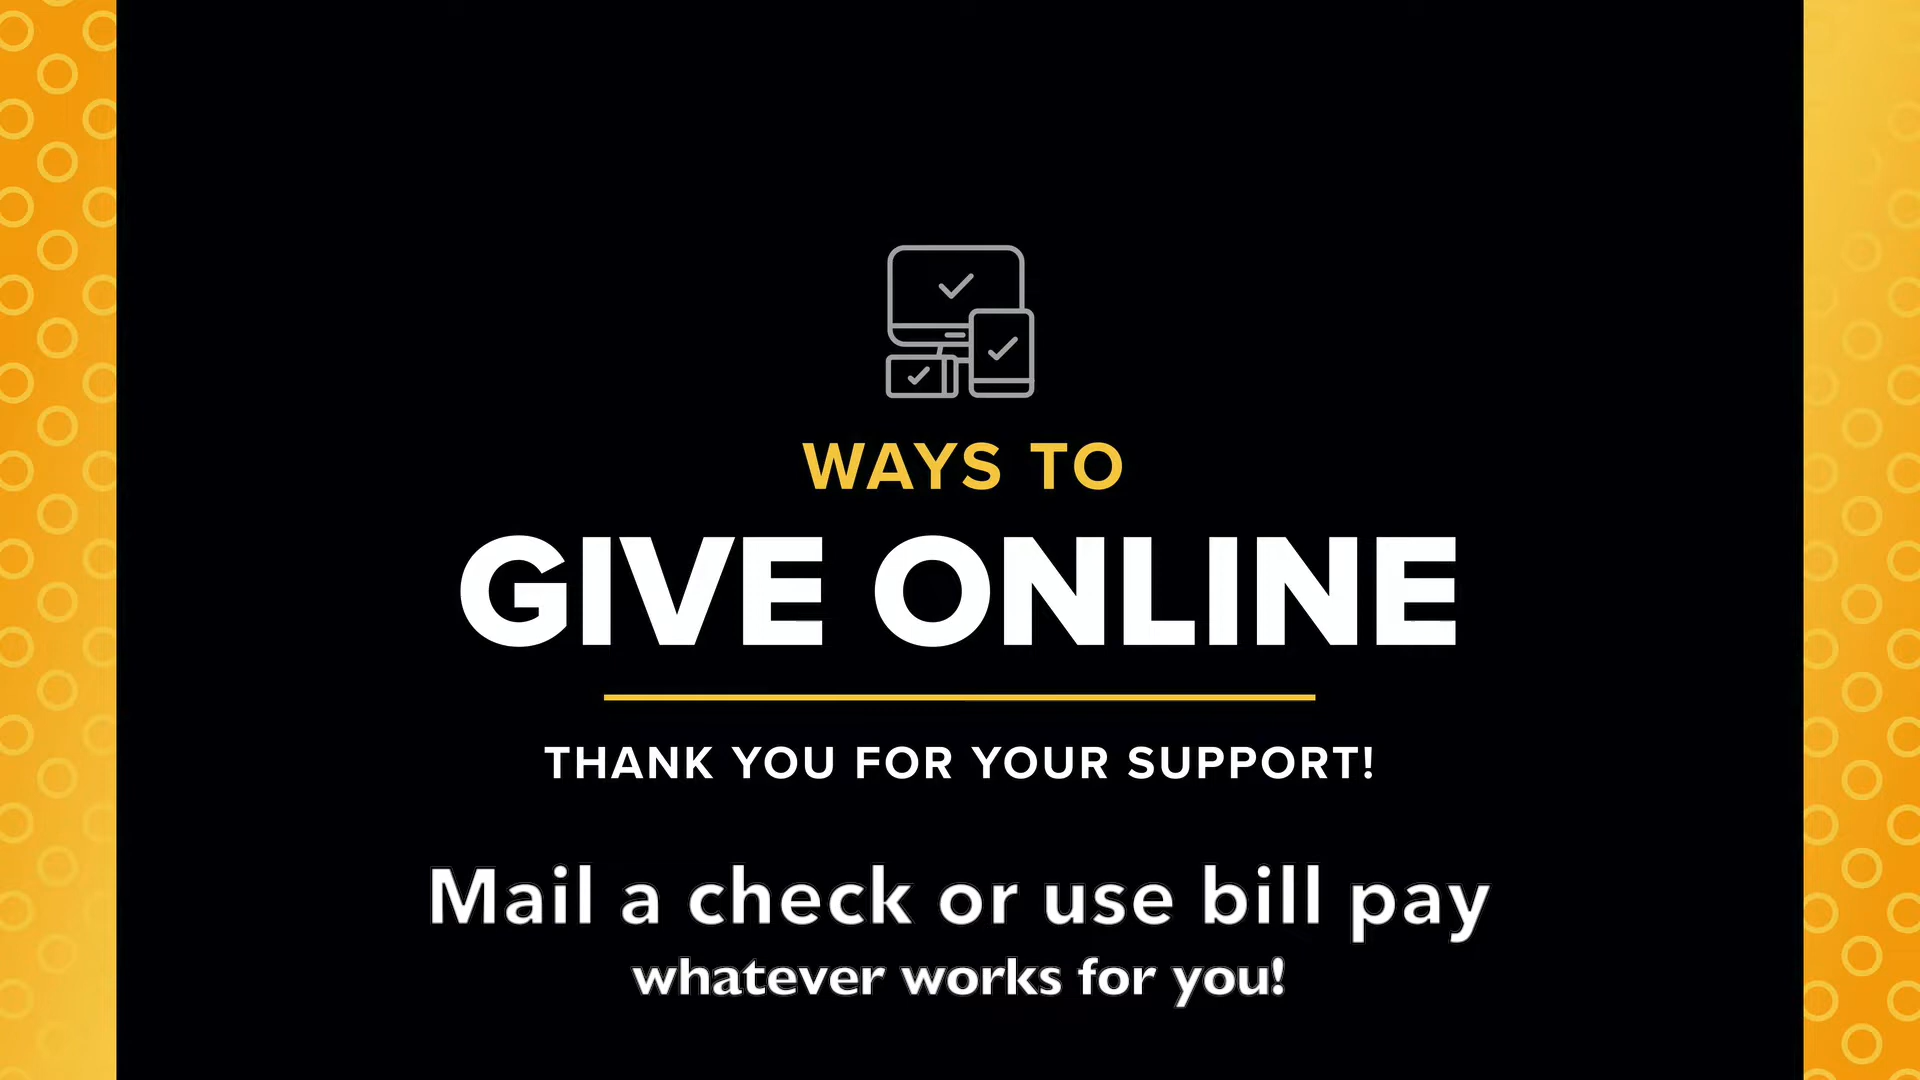 WAYS TO
GIVE ONLINE
THANK YOU FOR YOUR SUPPORT!
Mail a check or use bill pay
whatever works for you!